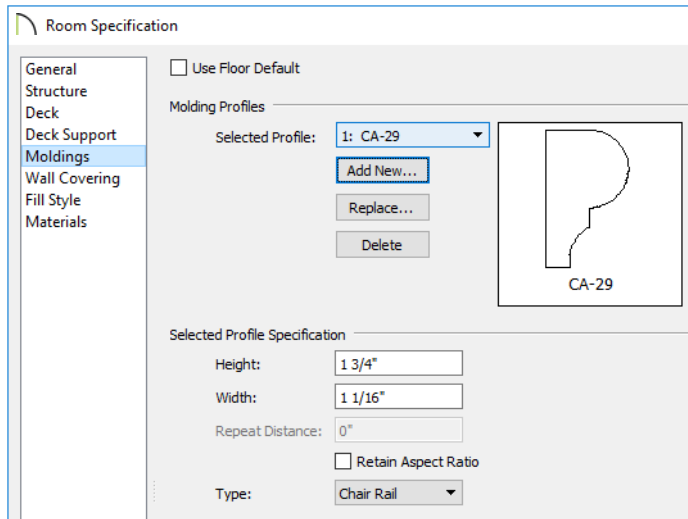 Room Specification
General
Structure
Deck
Deck Support
Moldings
Wall Covering
Fill Style
Materials
Use Floor Default
Molding Profiles
Selected Profile: 1: CA-29
Add New...
Replace...
Delete
CA-29
Selected Profile Specification
Height: 1 3/4"
Width: 1 1/16"
Repeat Distance: 0"
Retain Aspect Ratio
Type: Chair Rail